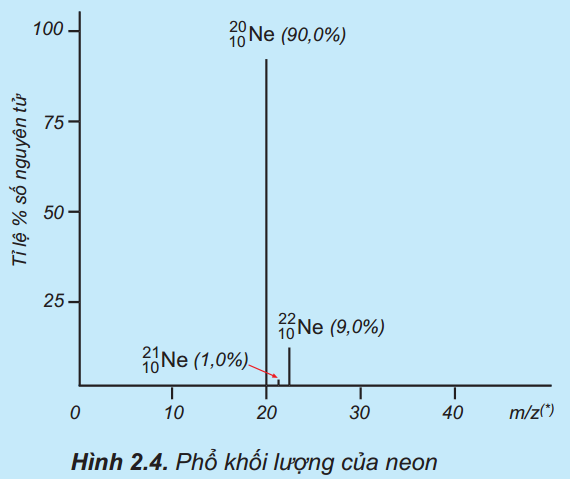 100
75
50
25
Tỉ lệ % số nguyên tử
²⁰₁₀Ne (90,0%)
²¹₁₀Ne (1,0%)
²²₁₀Ne (9,0%)
0 10 20 30 40 m/z(*)
Hình 2.4. Phổ khối lượng của neon